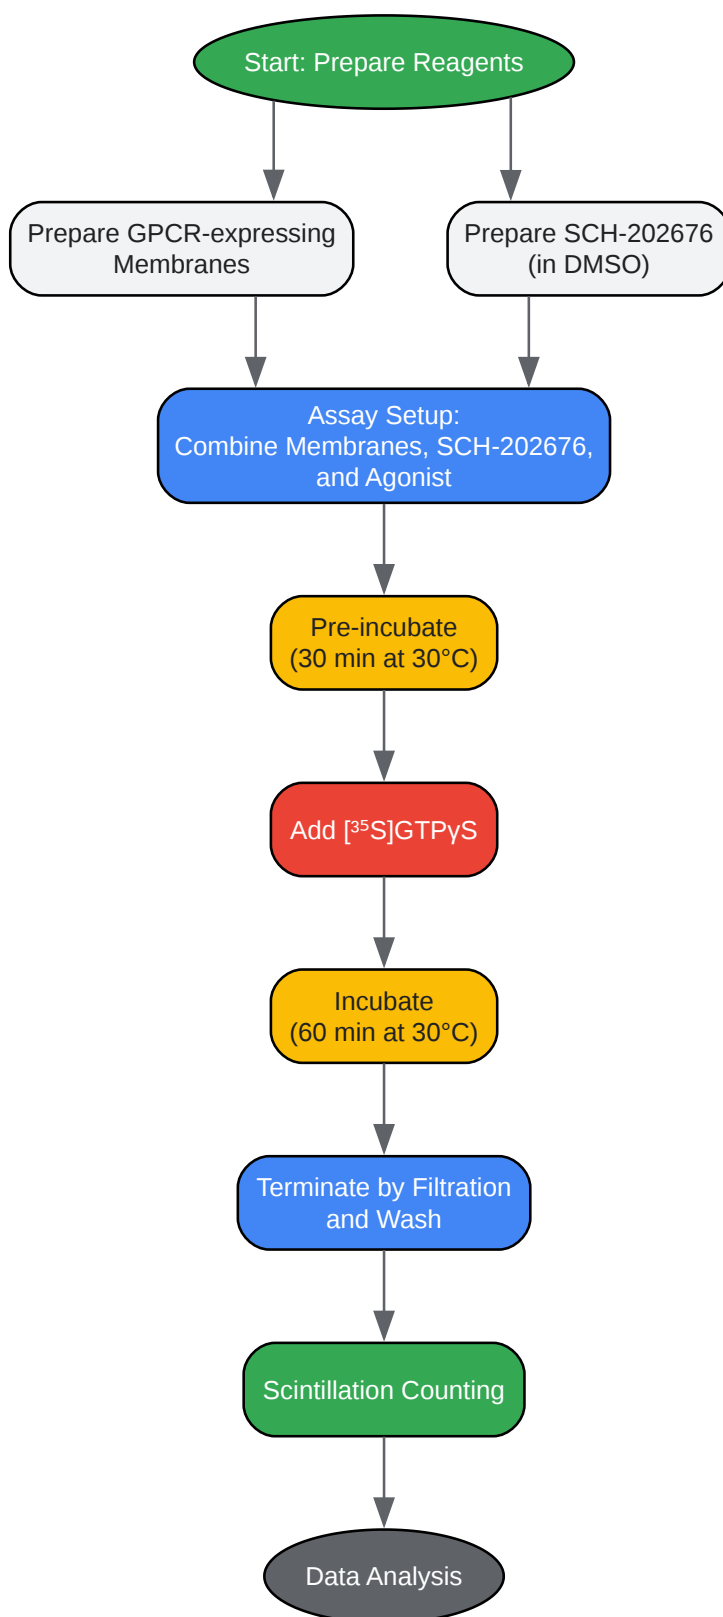 Start: Prepare Reagents
Prepare GPCR-expressing
Membranes
Prepare SCH-202676
(in DMSO)
Assay Setup:
Combine Membranes, SCH-202676,
and Agonist
Pre-incubate
(30 min at 30°C)
Add [³⁵S]GTPγS
Incubate
(60 min at 30°C)
Terminate by Filtration
and Wash
Scintillation Counting
Data Analysis